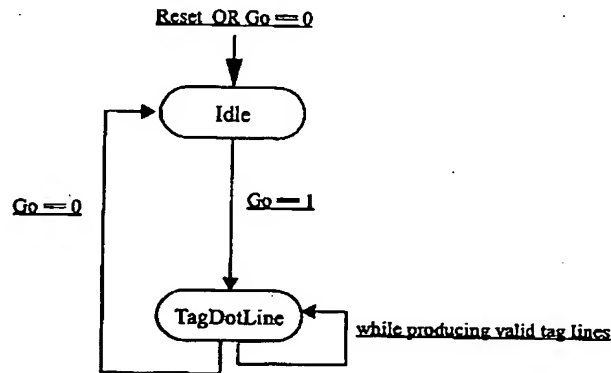 Reset OR Go == 0
Idle
Go == 0
Go == 1
TagDotLine
while producing valid tag lines